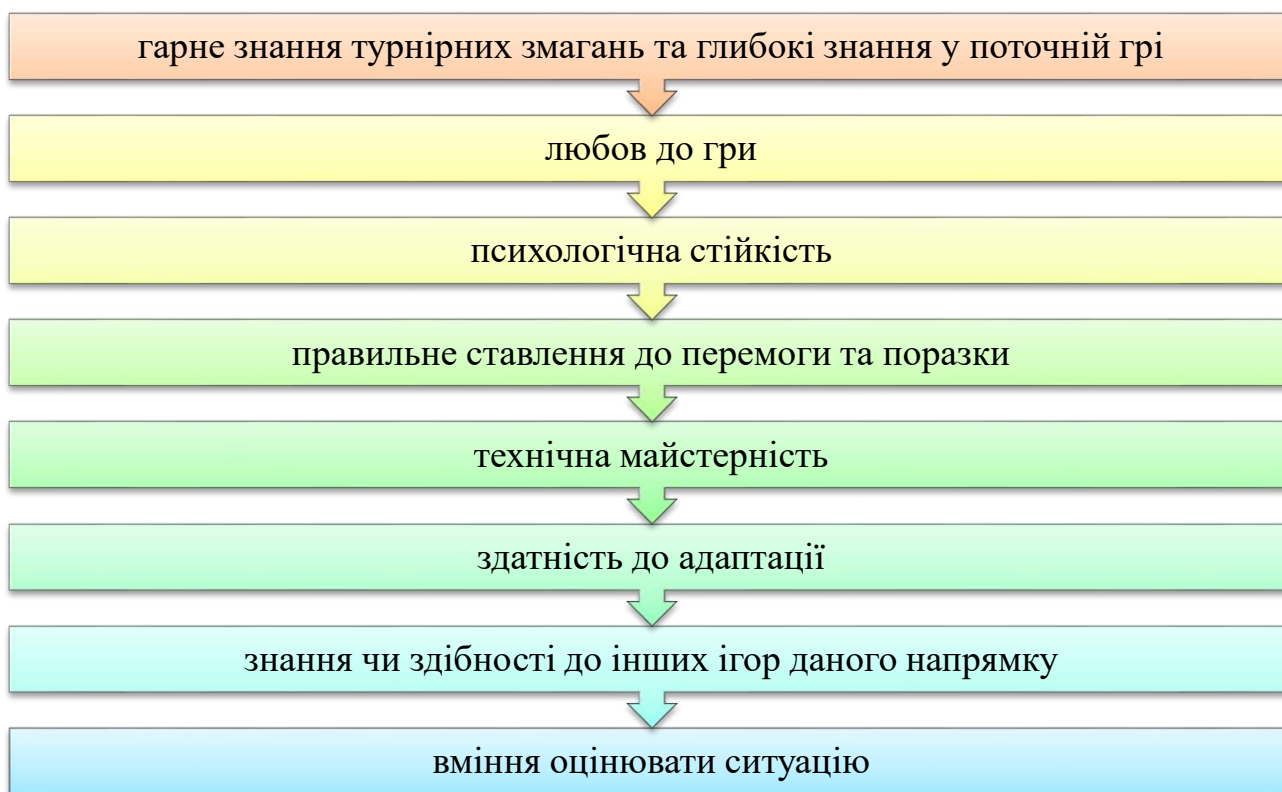 гарне знання турнірних змагань та глибокі знання у поточній грі
любов до гри
психологічна стійкість
правильне ставлення до перемоги та поразки
технічна майстерність
здатність до адаптації
знання чи здібності до інших ігор даного напрямку
вміння оцінювати ситуацію